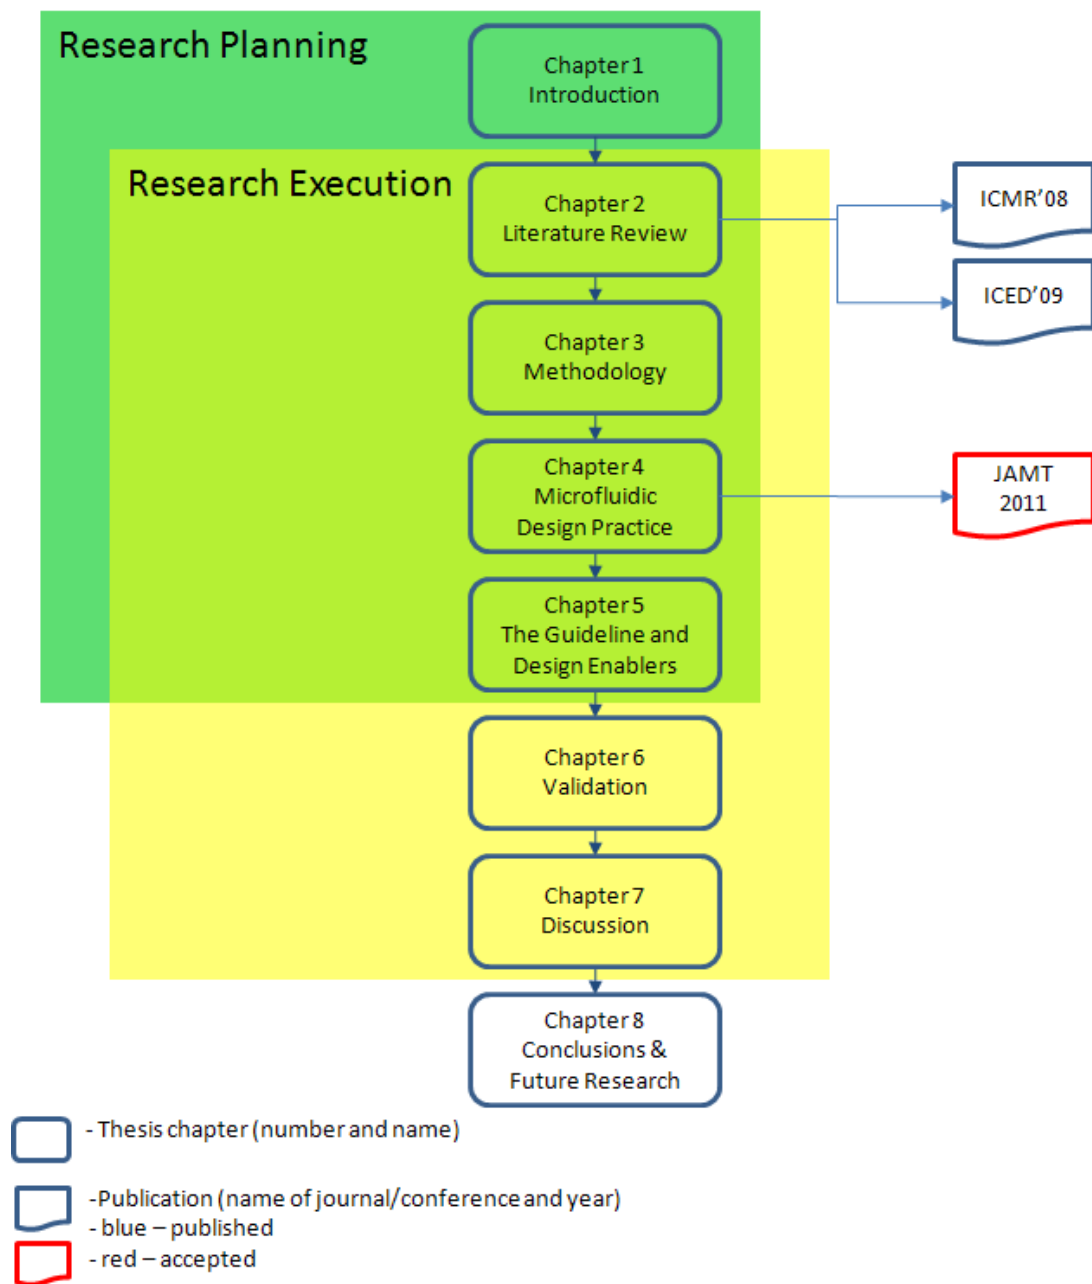 Research Planning
Chapter 1
Introduction
Research Execution
Chapter 2
Literature Review
ICMR’08
ICED’09
Chapter 3
Methodology
Chapter 4
Microfluidic
Design Practice
JAMT
2011
Chapter 5
The Guideline and
Design Enablers
Chapter 6
Validation
Chapter 7
Discussion
Chapter 8
Conclusions &
Future Research
- Thesis chapter (number and name)
-Publication (name of journal/conference and year)
- blue – published
- red – accepted